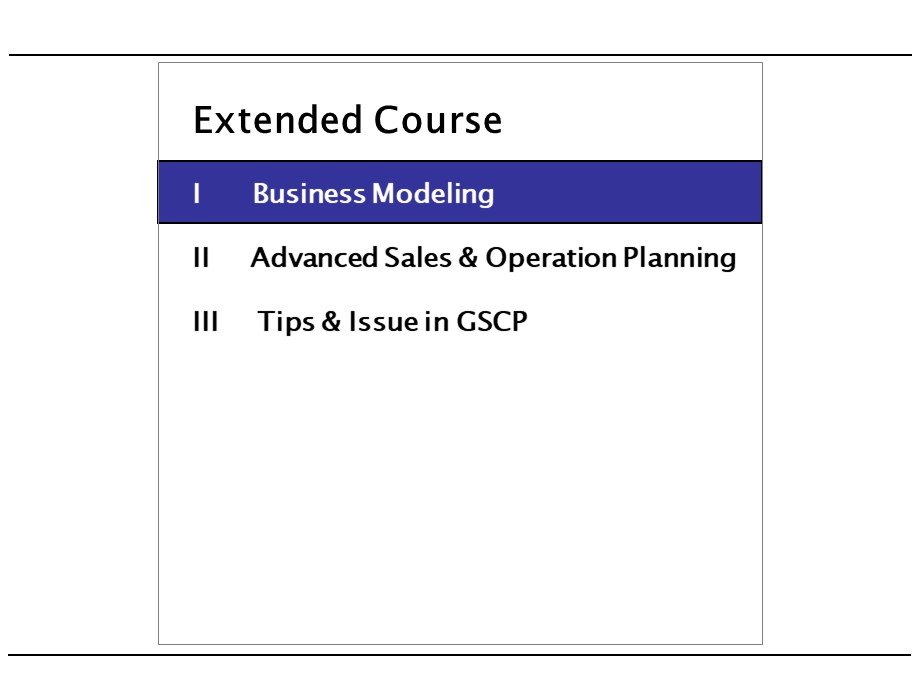 Extended Course
I Business Modeling
II Advanced Sales & Operation Planning
III Tips & Issue in GSCP